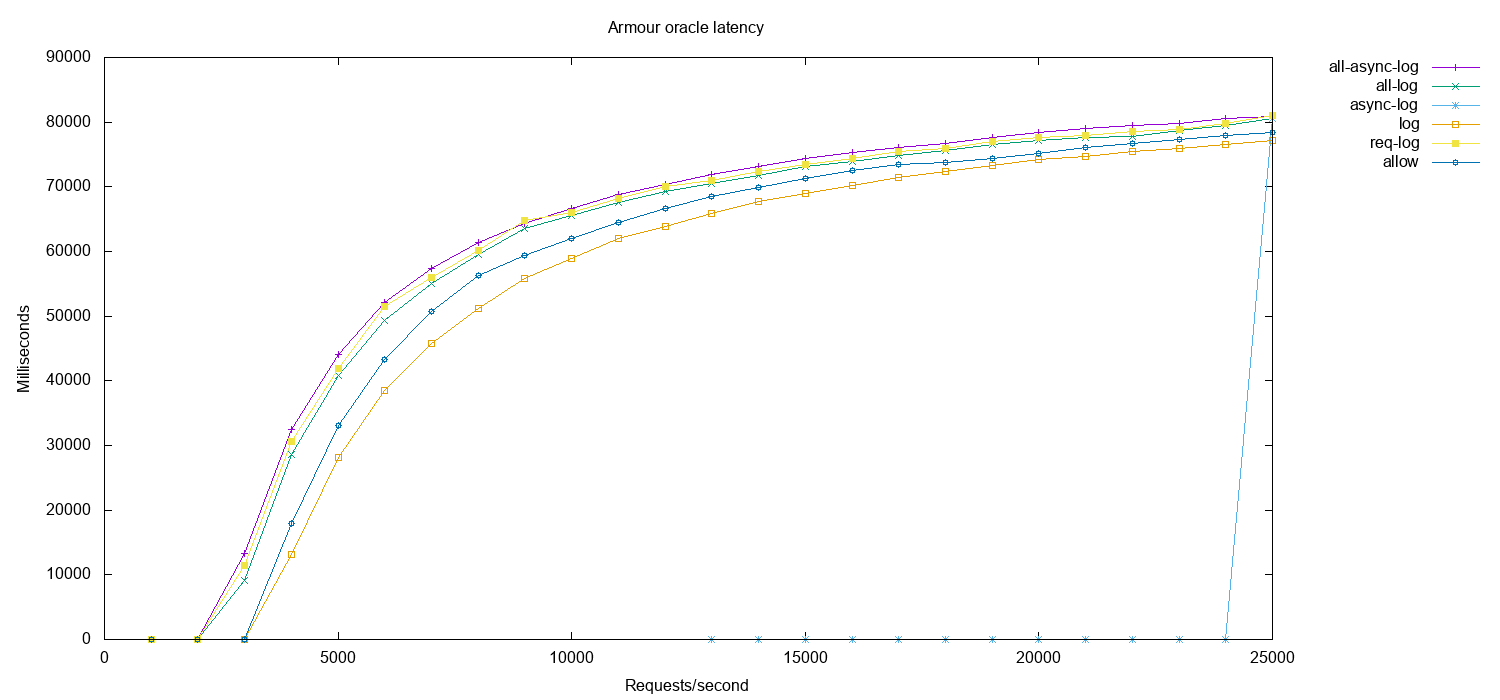 Armour oracle latency
90000
80000
70000
60000
50000
40000
30000
20000
10000
0
Milliseconds
0 5000 10000 15000 20000 25000
Requests/second
all-async-log
all-log
async-log
log
req-log
allow